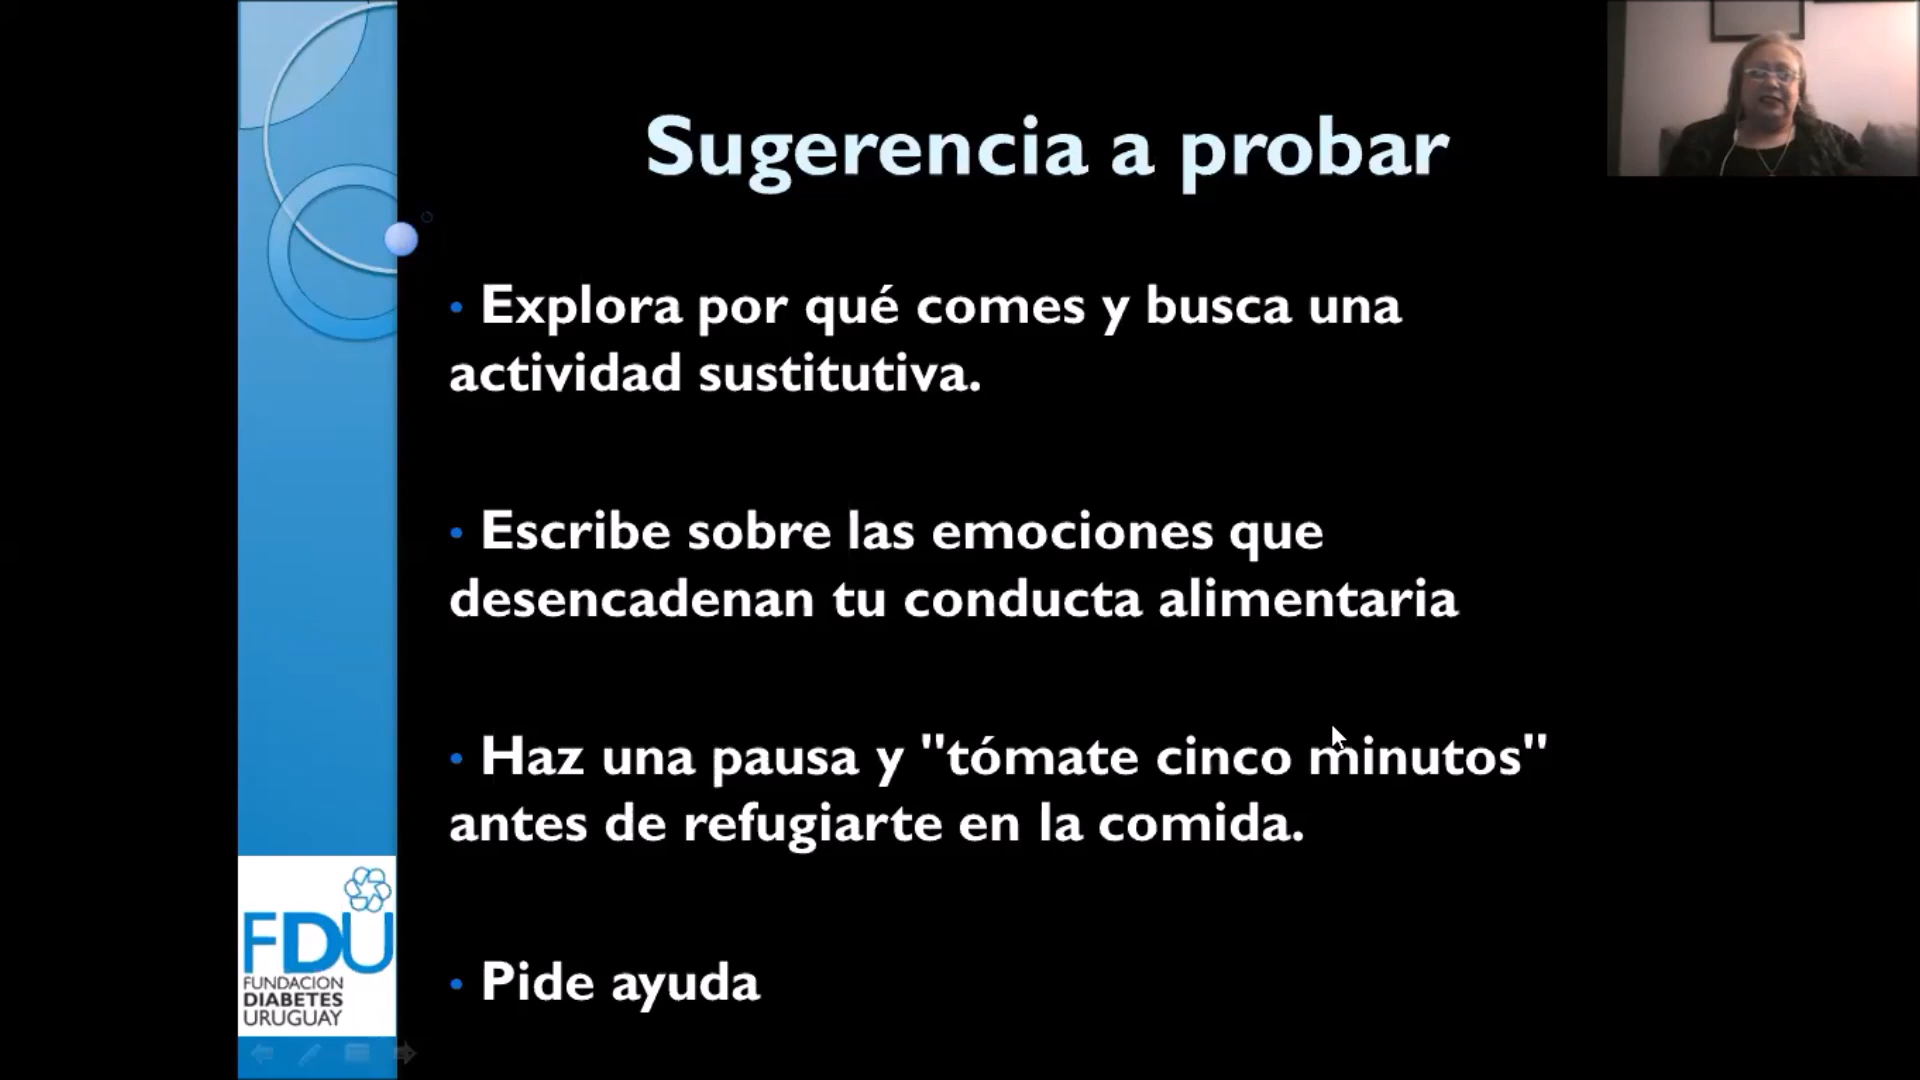 Sugerencia a probar
• Explora por qué comes y busca una
actividad sustitutiva.
• Escribe sobre las emociones que
desencadenan tu conducta alimentaria
• Haz una pausa y "tómate cinco minutos"
antes de refugiarte en la comida.
• Pide ayuda
FDU
FUNDACION
DIABETES
URUGUAY